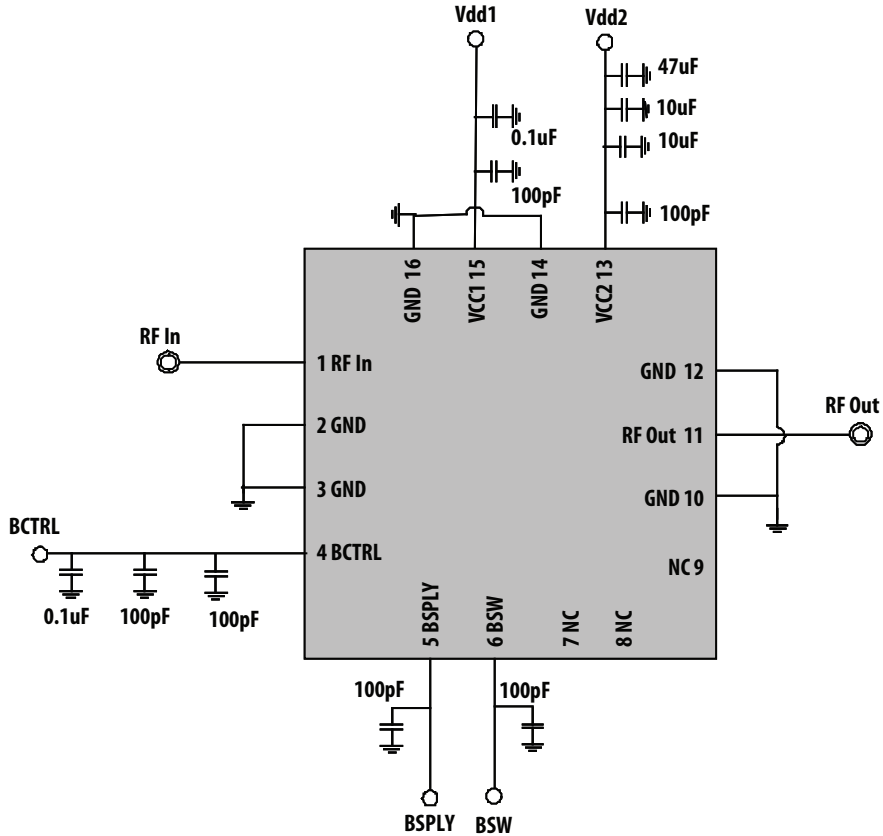 Vdd1
Vdd2
47uF
10uF
0.1uF
10uF
100pF
100pF
GND 16
VCC1 15
GND 14
VCC2 13
RF In
1 RF In
GND 12
RF Out
2 GND
RF Out 11
3 GND
GND 10
BCTRL
4 BCTRL
NC 9
0.1uF
100pF
100pF
5 BSPLY
6 BSW
7 NC
8 NC
100pF
100pF
BSPLY
BSW